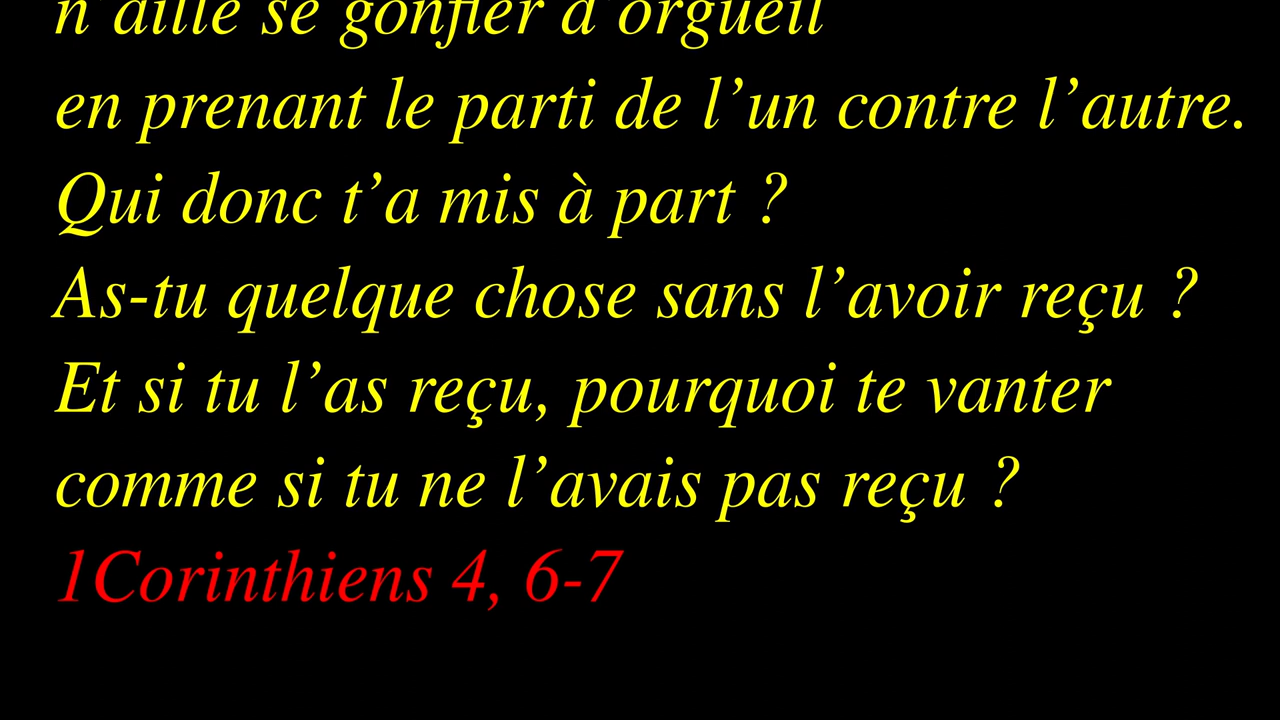 n’aille se gonfler d’orgueil
en prenant le parti de l’un contre l’autre.
Qui donc t’a mis à part ?
As-tu quelque chose sans l’avoir reçu ?
Et si tu l’as reçu, pourquoi te vanter
comme si tu ne l’avais pas reçu ?
1Corinthiens 4, 6-7